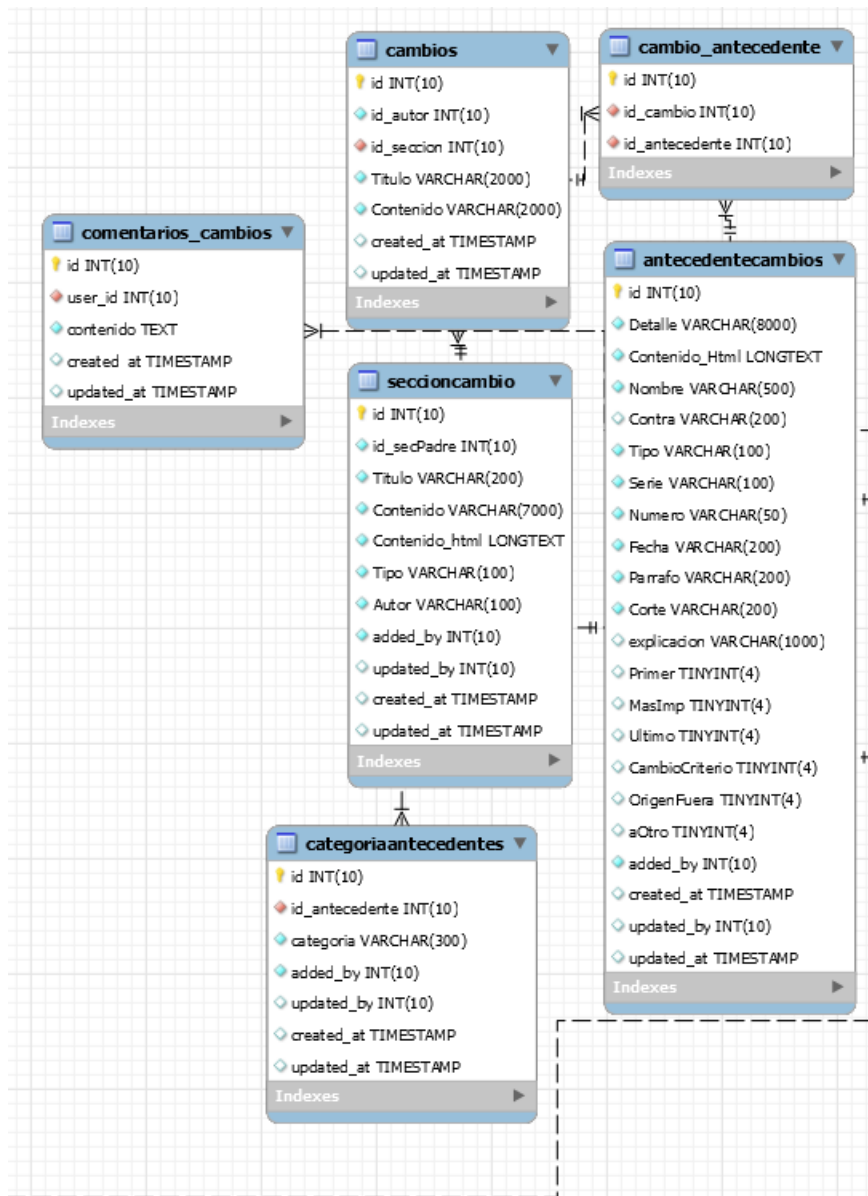 cambios
id INT(10)
id_autor INT(10)
id_seccion INT(10)
Titulo VARCHAR(2000)
Contenido VARCHAR(2000)
created_at TIMESTAMP
updated_at TIMESTAMP
Indexes
cambio_antecedente
id INT(10)
id_cambio INT(10)
id_antecedente INT(10)
Indexes
comentarios_cambios
id INT(10)
user_id INT(10)
contenido TEXT
created_at TIMESTAMP
updated_at TIMESTAMP
Indexes
seccioncambio
id INT(10)
id_secPadre INT(10)
Titulo VARCHAR(200)
Contenido VARCHAR(7000)
Contenido_html LONGTEXT
Tipo VARCHAR(100)
Autor VARCHAR(100)
added_by INT(10)
updated_by INT(10)
created_at TIMESTAMP
updated_at TIMESTAMP
Indexes
antecedentecambios
id INT(10)
Detalle VARCHAR(8000)
Contenido_Html LONGTEXT
Nombre VARCHAR(500)
Contra VARCHAR(200)
Tipo VARCHAR(100)
Serie VARCHAR(100)
Numero VARCHAR(50)
Fecha VARCHAR(200)
Parrafo VARCHAR(200)
Corte VARCHAR(200)
explicacion VARCHAR(1000)
Primer TINYINT(4)
MasImp TINYINT(4)
Ultimo TINYINT(4)
CambioCriterio TINYINT(4)
OrigenFuera TINYINT(4)
aOtro TINYINT(4)
added_by INT(10)
created_at TIMESTAMP
updated_by INT(10)
updated_at TIMESTAMP
Indexes
categoriaantecedentes
id INT(10)
id_antecedente INT(10)
categoria VARCHAR(300)
added_by INT(10)
updated_by INT(10)
created_at TIMESTAMP
updated_at TIMESTAMP
Indexes